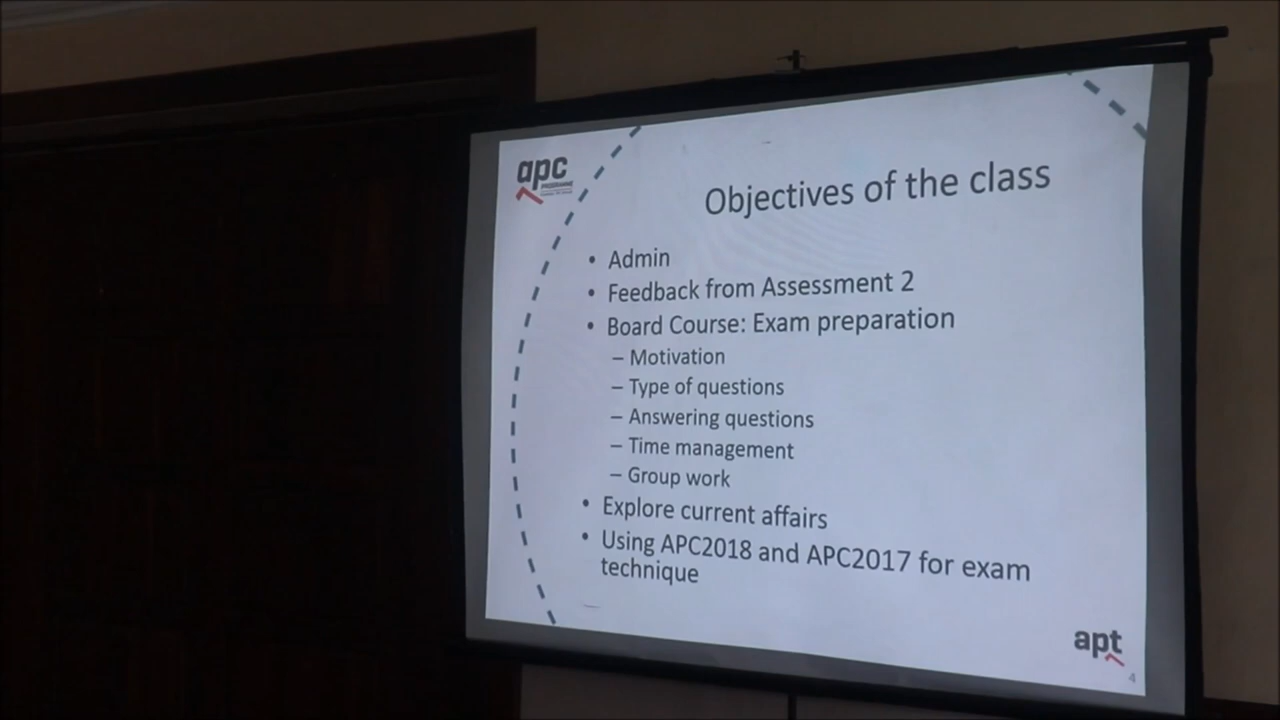 apc
PROGRAMME
Objectives of the class
• Admin
• Feedback from Assessment 2
• Board Course: Exam preparation
– Motivation
– Type of questions
– Answering questions
– Time management
– Group work
• Explore current affairs
• Using APC2018 and APC2017 for exam
technique
apt
4